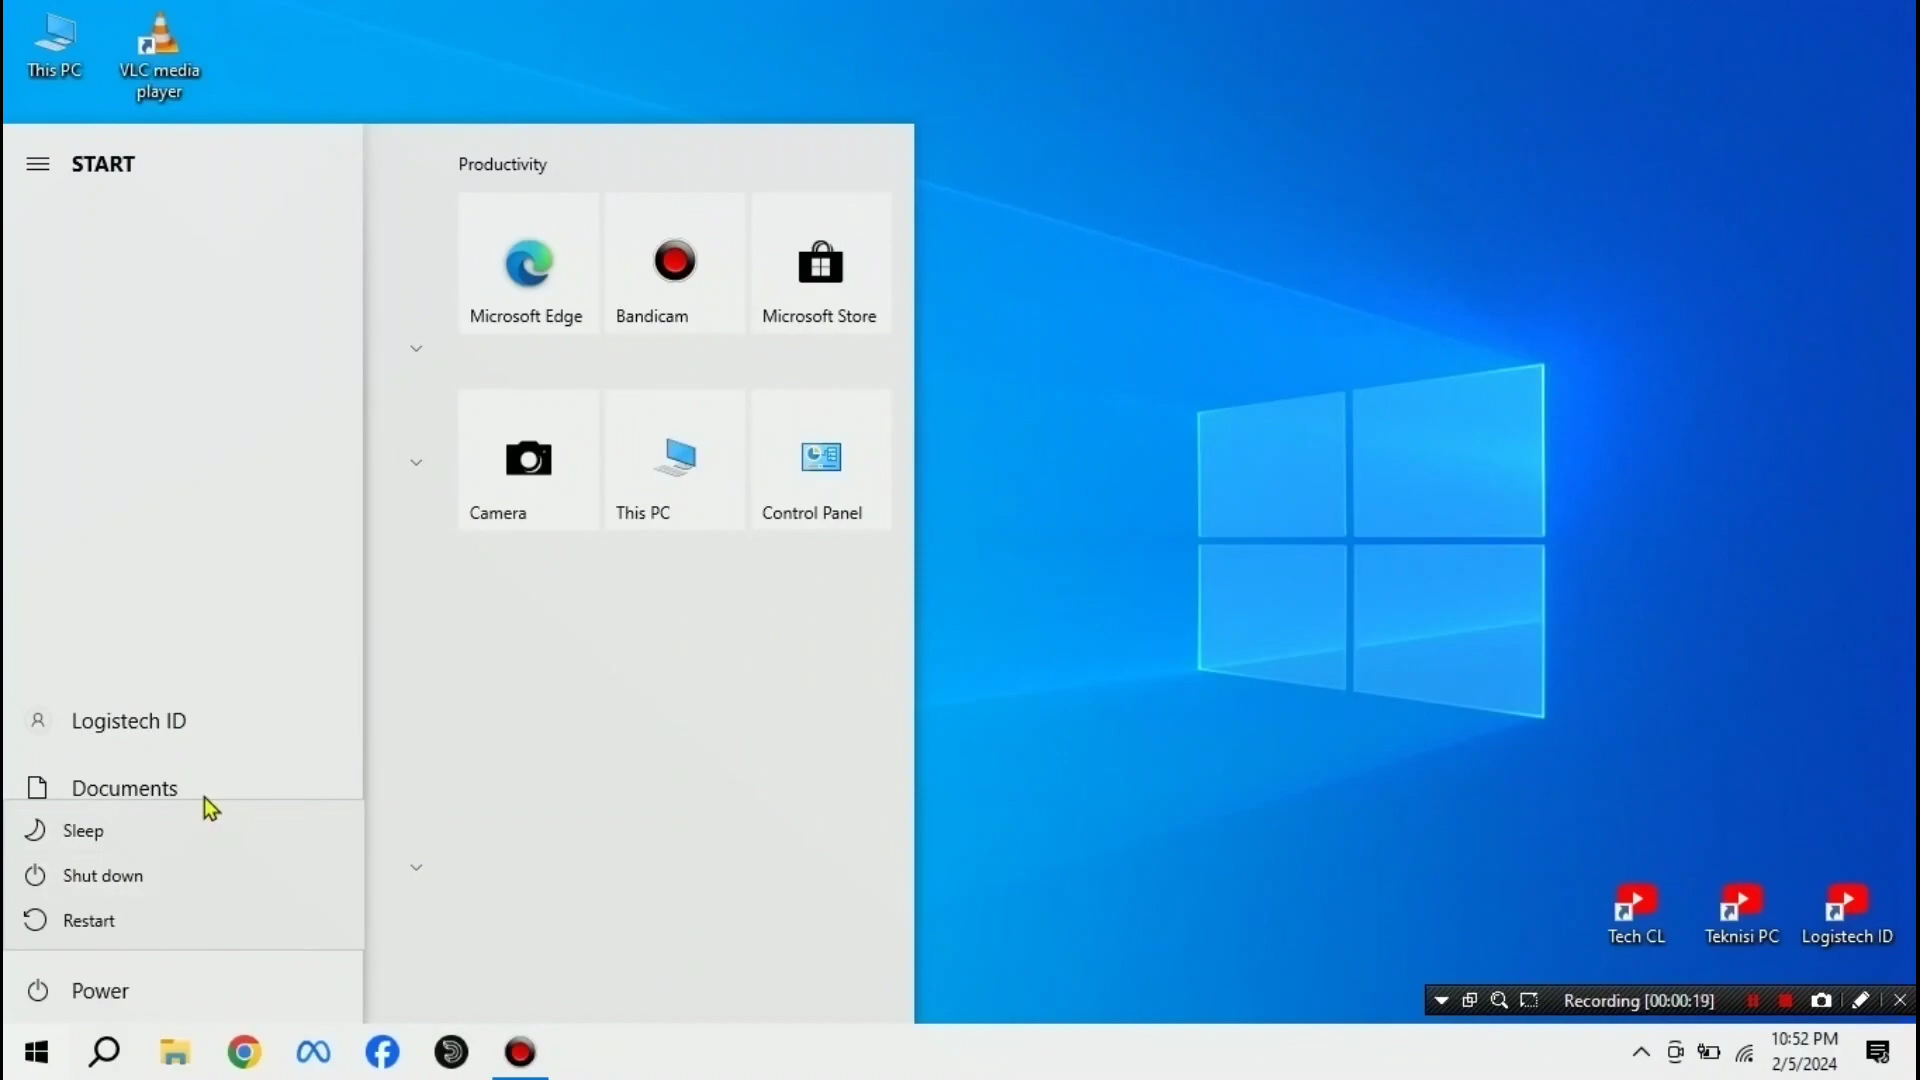 This PC
VLC media
player
START
Productivity
Microsoft Edge
Bandicam
Microsoft Store
Camera
This PC
Control Panel
Logistech ID
Documents
Sleep
Shut down
Restart
Power
Tech CL
Teknisi PC
Logistech ID
Recording [00:00:19]
10:52 PM
2/5/2024